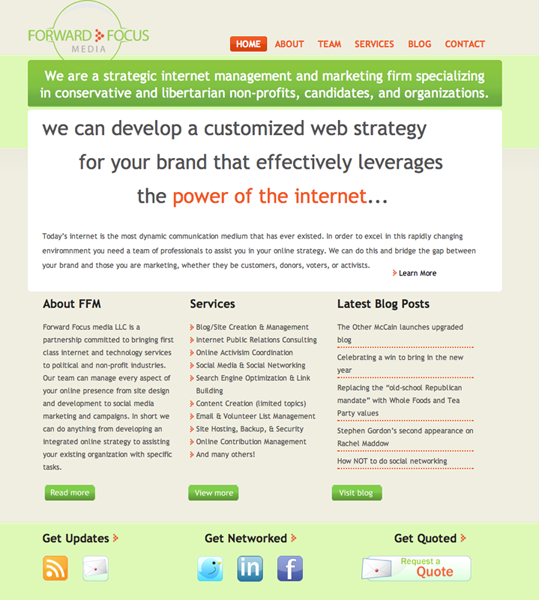 FORWARD FOCUS
MEDIA
HOME ABOUT TEAM SERVICES BLOG CONTACT
We are a strategic internet management and marketing firm specializing
in conservative and libertarian non-profits, candidates, and organizations.
we can develop a customized web strategy
for your brand that effectively leverages
the power of the internet...
Today's internet is the most dynamic communication medium that has ever existed. In order to excel in this rapidly changing
enviromnment you need a team of professionals to assist you in your online strategy. We can do this and bridge the gap between
your brand and those you are marketing, whether they be customers, donors, voters, or activists.
Learn More
About FFM
Forward Focus media LLC is a
partnership committed to bringing first
class internet and technology services
to political and non-profit industries.
Our team can manage every aspect of
your online presence from site design
and development to social media
marketing and campaigns. In short we
can do anything from developing an
integrated online strategy to assisting
your existing organization with specific
tasks.
Read more
Services
Blog/Site Creation & Management
Internet Public Relations Consulting
Online Activisim Coordination
Social Media & Social Networking
Search Engine Optimization & Link
Building
Content Creation (limited topics)
Email & Volunteer List Management
Site Hosting, Backup, & Security
Online Contribution Management
And many others!
View more
Latest Blog Posts
The Other McCain launches upgraded
blog
Celebrating a win to bring in the new
year
Replacing the "old-school Republican
mandate" with Whole Foods and Tea
Party values
Stephen Gordon's second appearance on
Rachel Maddow
How NOT to do social networking
Visit blog
Get Updates
Get Networked
in
f
Get Quoted
Request a
Quote